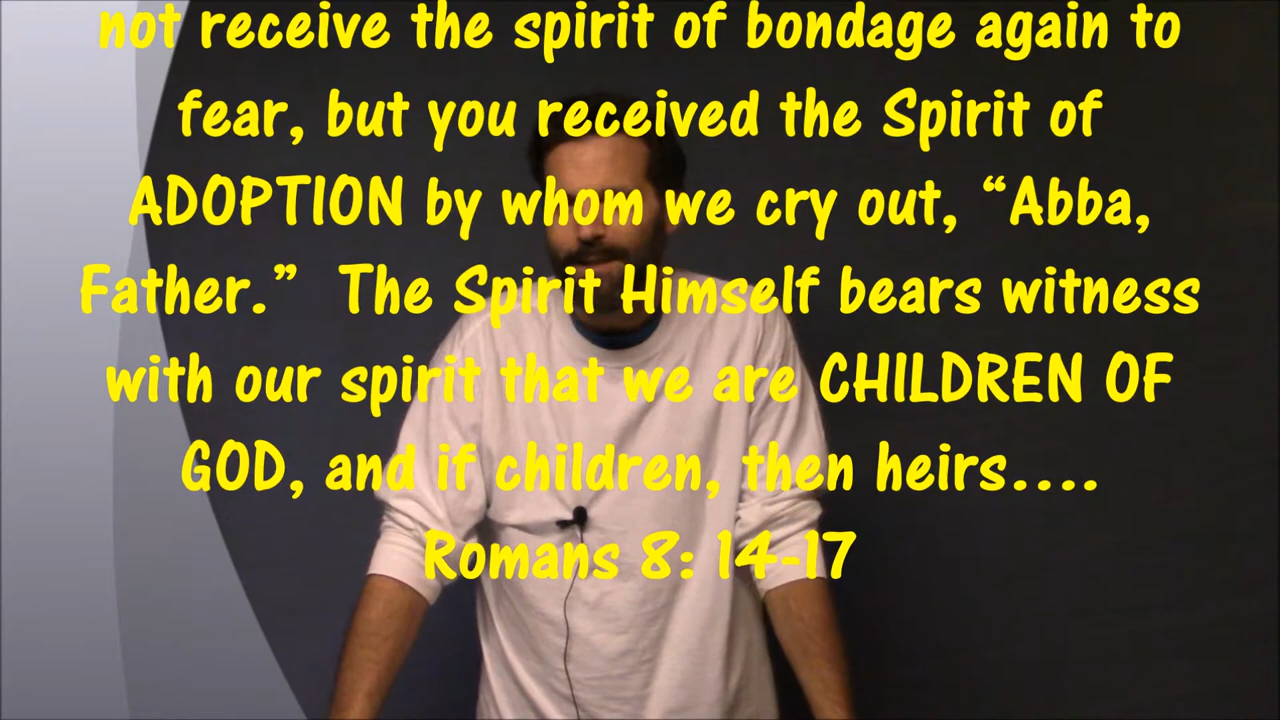 not receive the spirit of bondage again to
fear, but you received the Spirit of
ADOPTION by whom we cry out, “Abba,
Father.”  The Spirit Himself bears witness
with our spirit that we are CHILDREN OF
GOD, and if children, then heirs....
Romans 8: 14-17